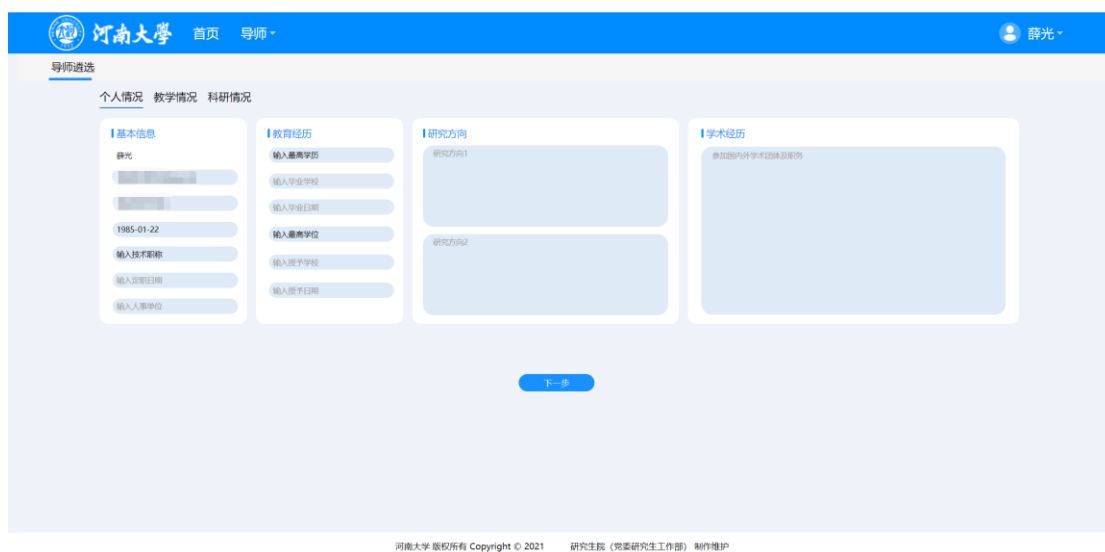 河南大學 首页 导师 薛光
导师遴选
个人情况 教学情况 科研情况
基本信息
薛光
1985-01-22
输入技术职称
输入定职日期
输入人事单位
教育经历
输入最高学历
输入毕业学校
输入毕业日期
输入最高学位
输入授予学校
输入授予日期
研究方向
研究方向1
研究方向2
学术经历
参加国内外学术团体及职务
下一步
河南大学 版权所有 Copyright © 2021 研究生院（党委研究生工作部） 制作维护